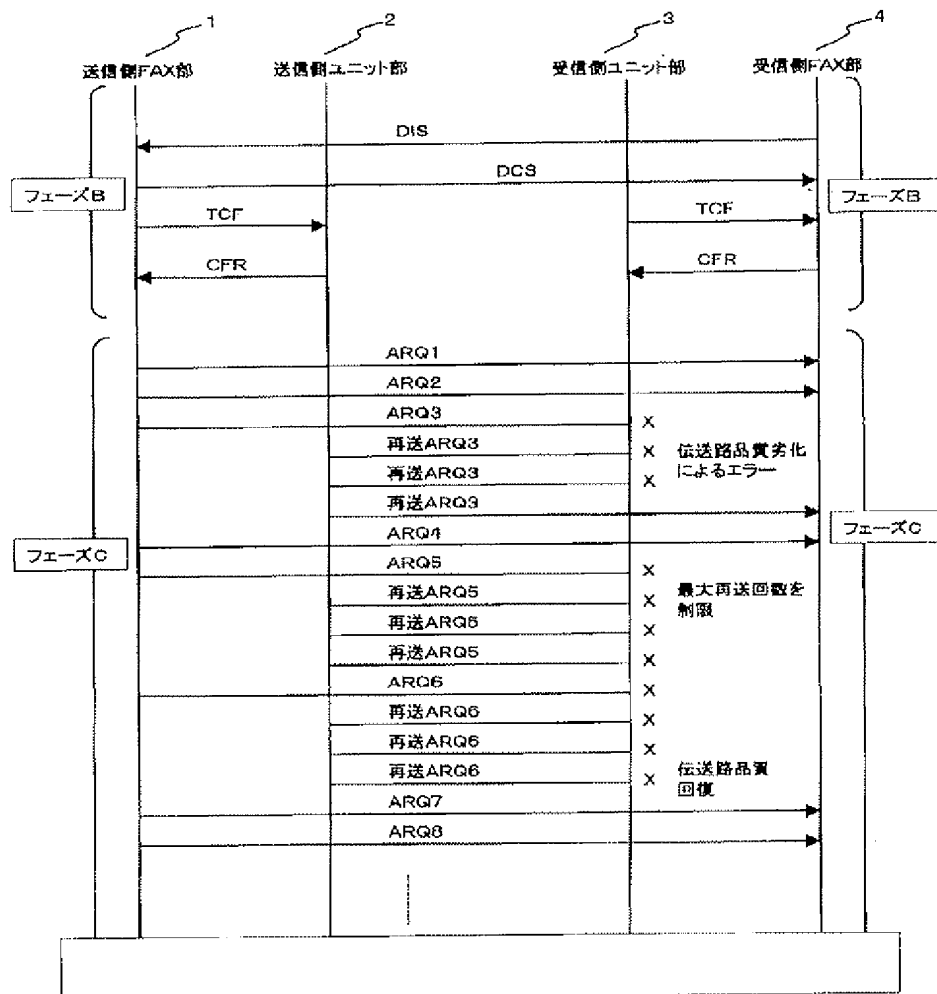 1
2
3
4
送信側FAX部
送信側ユニット部
受信側ユニット部
受信側FAX部
DIS
DCS
フェーズB
フェーズB
TCF
TCF
CFR
CFR
ARQ1
ARQ2
ARQ3
×
再送ARQ3
×
伝送路品質劣化
によるエラー
再送ARQ3
×
再送ARQ3
フェーズC
フェーズC
ARQ4
ARQ5
×
再送ARQ5
×
最大再送回数を
制限
再送ARQ5
×
再送ARQ5
×
ARQ6
×
再送ARQ6
×
再送ARQ6
×
再送ARQ6
×
伝送路品質
回復
ARQ7
ARQ8